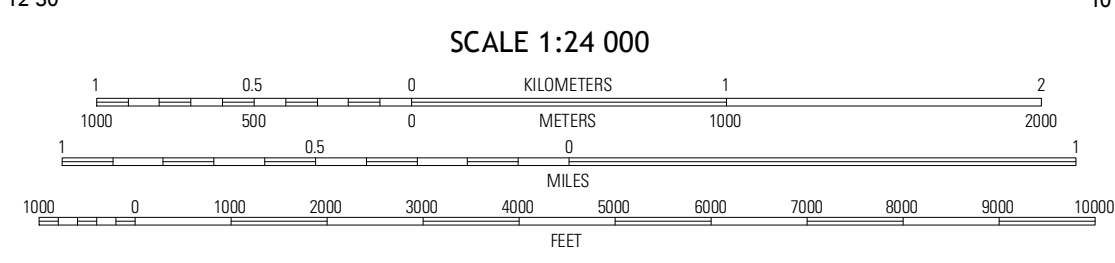 SCALE 1:24 000
1 0.5 0 KILOMETERS 1 2
1000 500 0 METERS 1000 2000
1 0.5 0 1
MILES
1000 0 1000 2000 3000 4000 5000 6000 7000 8000 9000 10000
FEET